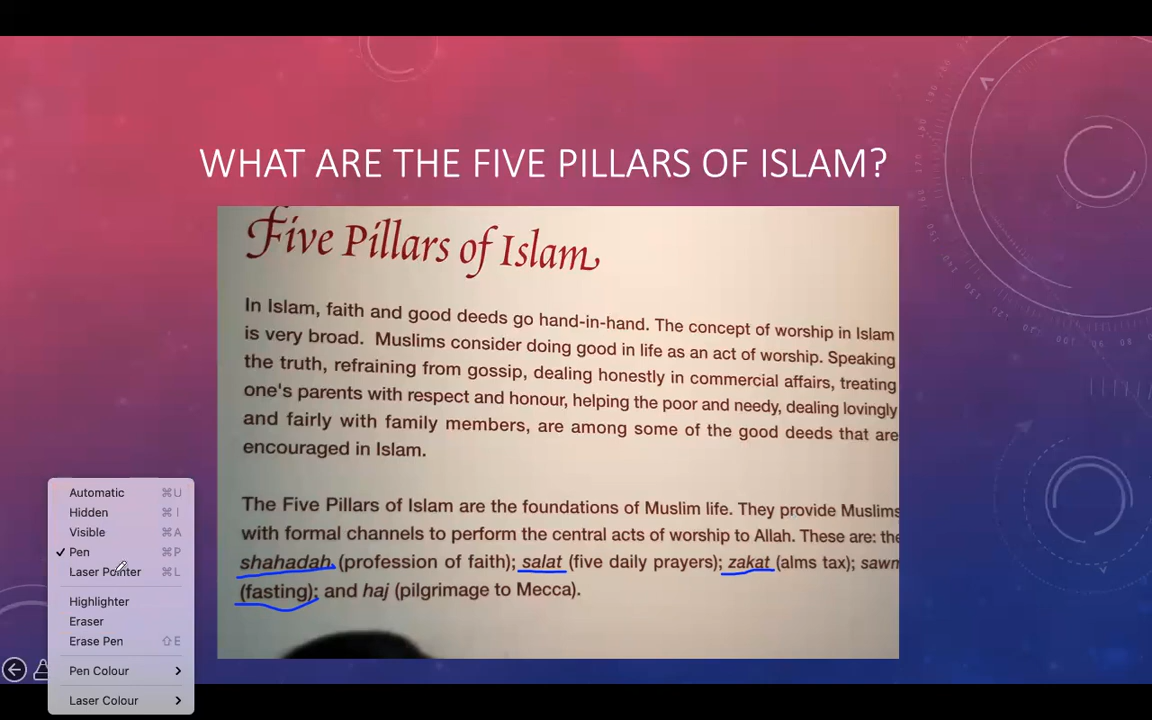 WHAT ARE THE FIVE PILLARS OF ISLAM?
Five Pillars of Islam
In Islam, faith and good deeds go hand-in-hand. The concept of worship in Islam
is very broad. Muslims consider doing good in life as an act of worship. Speaking
the truth, refraining from gossip, dealing honestly in commercial affairs, treating
one's parents with respect and honour, helping the poor and needy, dealing lovingly
and fairly with family members, are among some of the good deeds that are
encouraged in Islam.
The Five Pillars of Islam are the foundations of Muslim life. They provide Muslims
with formal channels to perform the central acts of worship to Allah. These are: the
shahadah (profession of faith); salat (five daily prayers); zakat (alms tax); sawm
(fasting); and haj (pilgrimage to Mecca).
Automatic ⌘U
Hidden ⌘I
Visible ⌘A
✓ Pen ⌘P
Laser Pointer ⌘L
Highlighter
Eraser
Erase Pen ⇧E
Pen Colour
Laser Colour